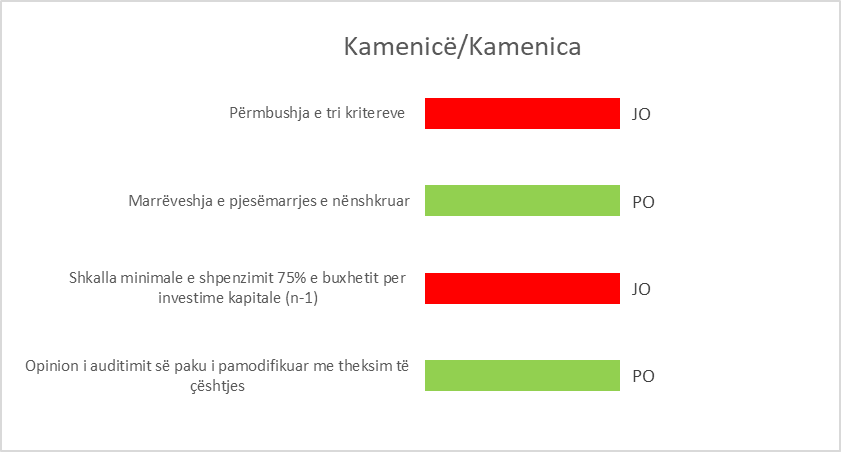 Kamenicë/Kamenica
Përmbushja e tri kritereve
JO
Marrëveshja e pjesëmarrjes e nënshkruar
PO
Shkalla minimale e shpenzimit 75% e buxhetit per
investime kapitale (n-1)
JO
Opinion i auditimit së paku i pamodifikuar me theksim të
çështjes
PO